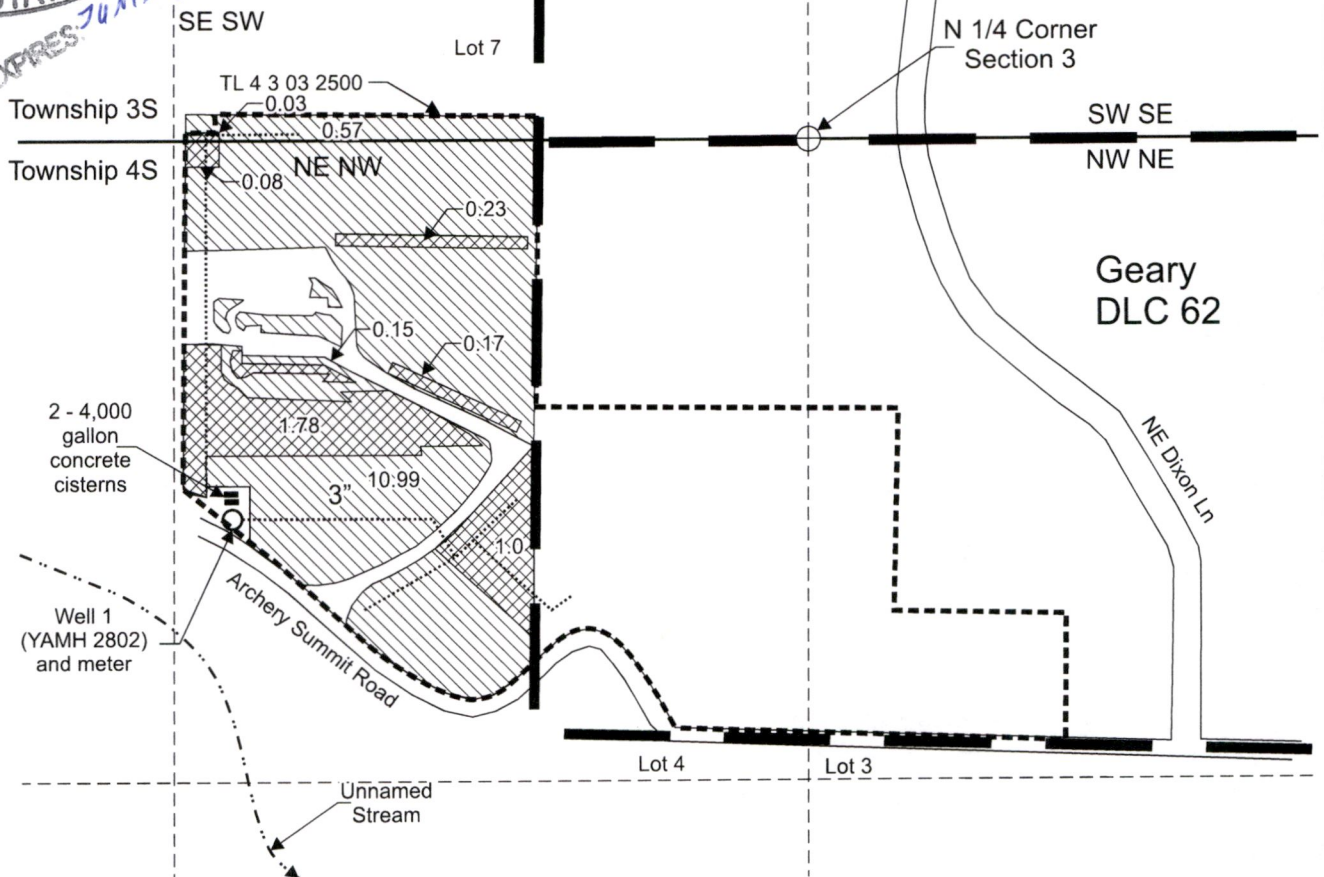 EXPIRES:
SE SW
Lot 7
N 1/4 Corner
Section 3
TL 4 3 03 2500
Township 3S
0.03
0.57
SW SE
Township 4S
NE NW
NW NE
0.08
0.23
Geary
DLC 62
0.15
0.17
2 - 4,000
gallon
concrete
cisterns
1.78
10.99
3"
NE Dixon Ln
1.0
Archery Summit Road
Well 1
(YAMH 2802)
and meter
Lot 4
Lot 3
Unnamed
Stream